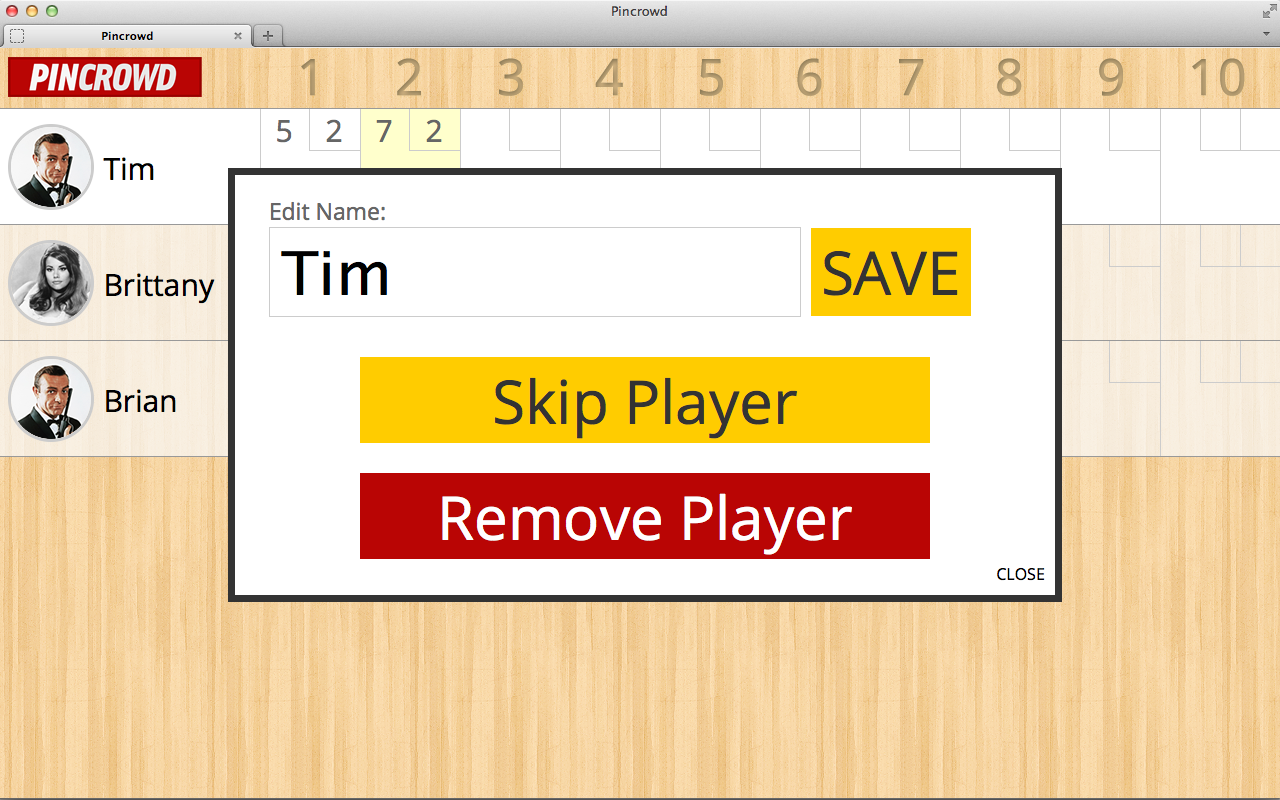 Pincrowd
Pincrowd
PINCROWD 1 2 3 4 5 6 7 8 9 10
5 2 7 2
Tim
Edit Name:
Tim SAVE
Brittany
Skip Player
Brian
Remove Player
CLOSE